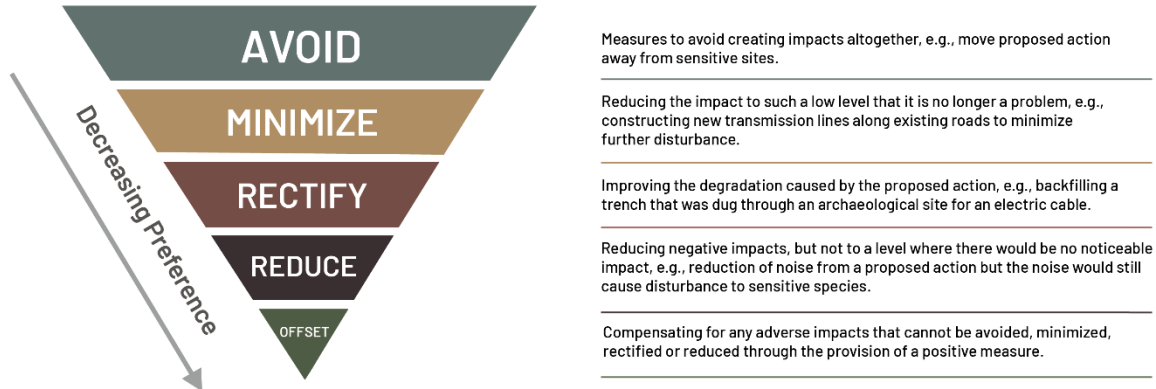 AVOID
Measures to avoid creating impacts altogether, e.g., move proposed action
away from sensitive sites.
MINIMIZE
Reducing the impact to such a low level that it is no longer a problem, e.g.,
constructing new transmission lines along existing roads to minimize
further disturbance.
RECTIFY
Improving the degradation caused by the proposed action, e.g., backfilling a
trench that was dug through an archaeological site for an electric cable.
REDUCE
Reducing negative impacts, but not to a level where there would be no noticeable
impact, e.g., reduction of noise from a proposed action but the noise would still
cause disturbance to sensitive species.
OFFSET
Compensating for any adverse impacts that cannot be avoided, minimized,
rectified or reduced through the provision of a positive measure.
Decreasing Preference